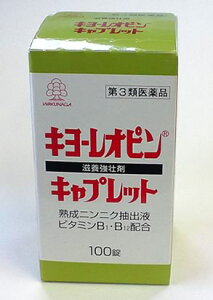 第3類医薬品
WAKUNAGA
キヨーレオピン®
滋養強壮剤
キャプレット
熟成ニンニク抽出液
ビタミンB1・B12配合
100錠